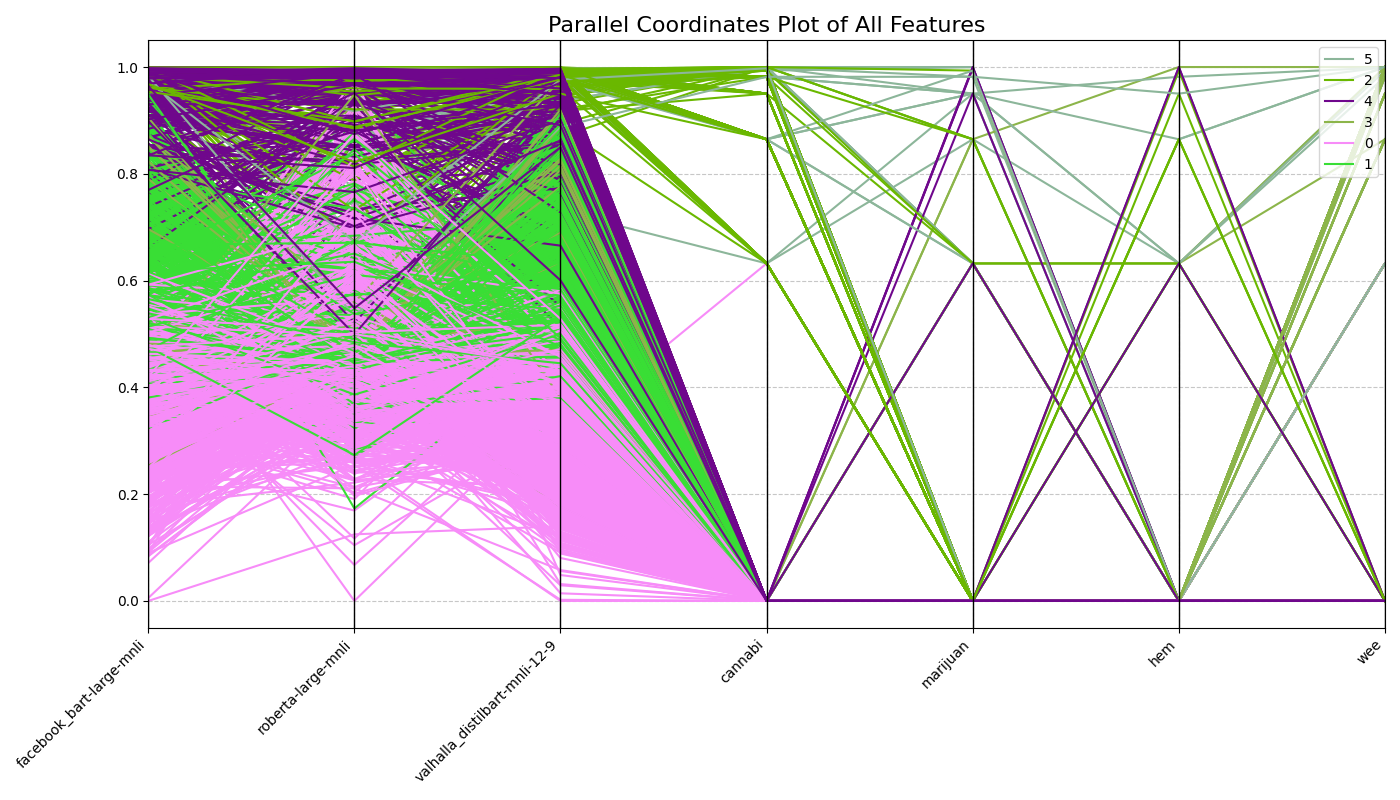 Parallel Coordinates Plot of All Features
1.0
0.8
0.6
0.4
0.2
0.0
5
2
4
3
0
1
facebook_bart-large-mnli
roberta-large-mnli
valhalla_distilbart-mnli-12-9
cannabi
marijuan
hem
wee